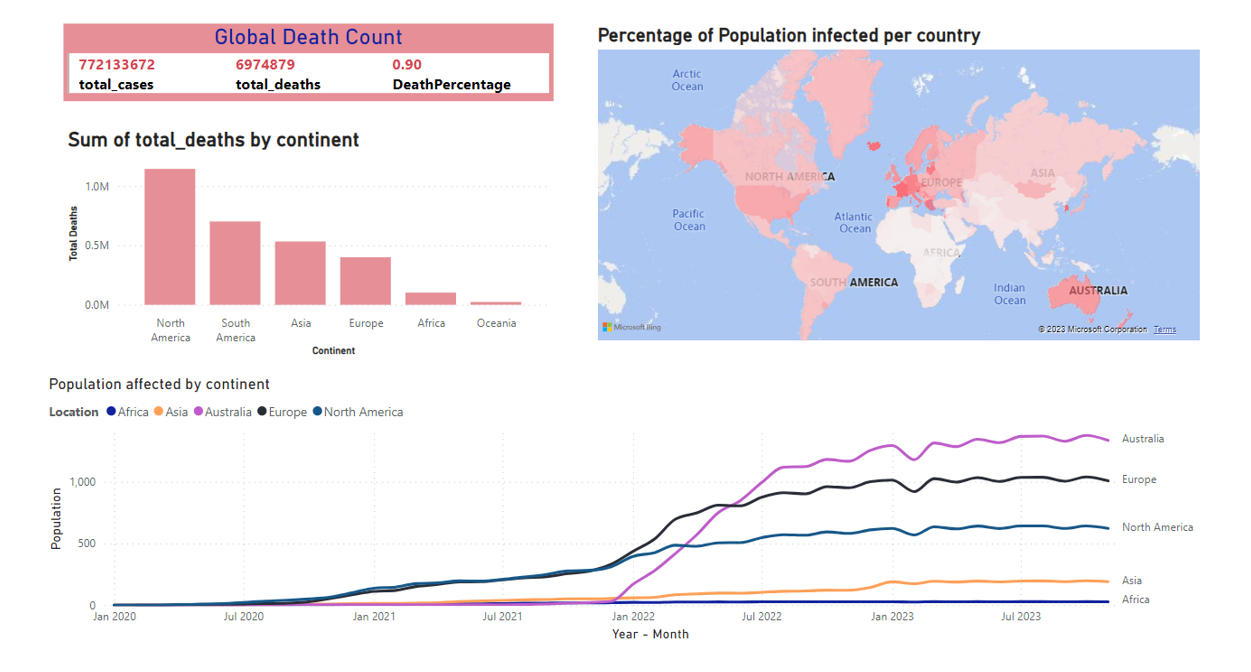 Global Death Count
772133672 6974879 0.90
total_cases total_deaths DeathPercentage
Sum of total_deaths by continent
Total Deaths
1.0M
0.5M
0.0M
North America
South America
Asia
Europe
Africa
Oceania
Continent
Percentage of Population infected per country
Arctic
Ocean
NORTH AMERICA
EUROPE
ASIA
Pacific
Ocean
Atlantic
Ocean
AFRICA
SOUTH AMERICA
Indian
Ocean
AUSTRALIA
Microsoft Bing
© 2023 Microsoft Corporation Terms
Population affected by continent
Location Africa Asia Australia Europe North America
Population
1,000
500
0
Australia
Europe
North America
Asia
Africa
Jan 2020 Jul 2020 Jan 2021 Jul 2021 Jan 2022 Jul 2022 Jan 2023 Jul 2023
Year - Month